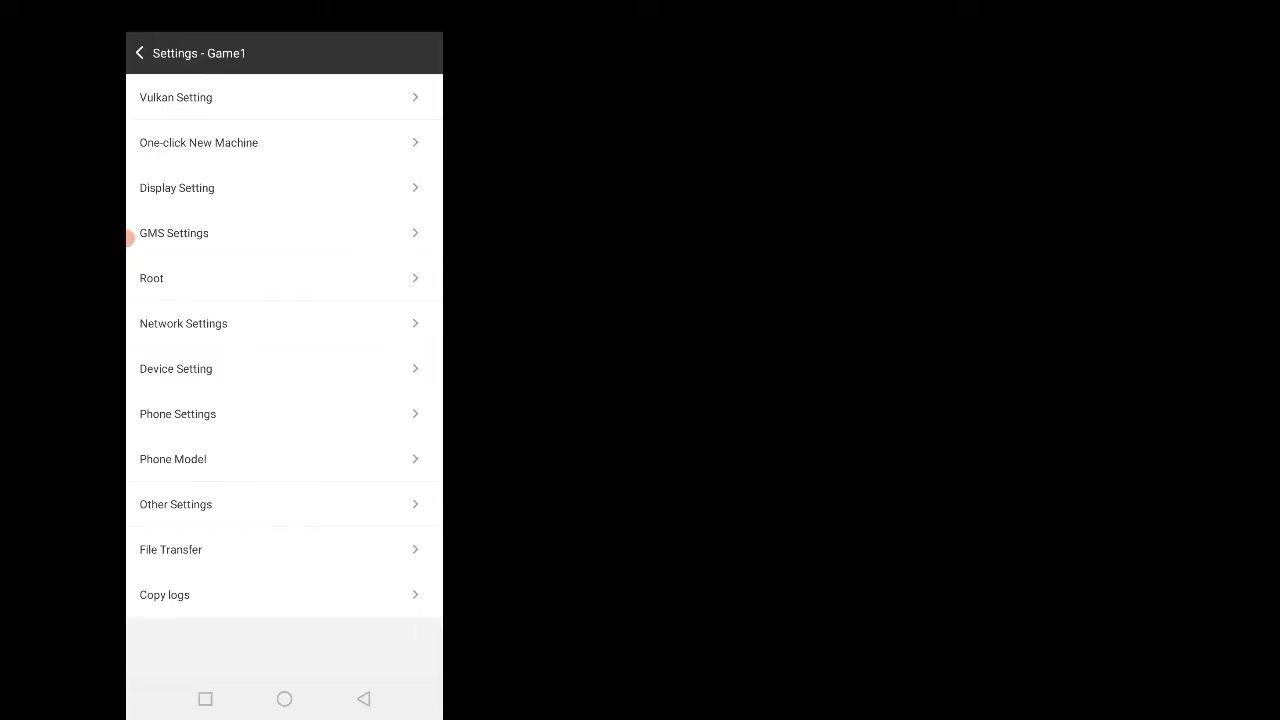 Settings - Game1
Vulkan Setting
One-click New Machine
Display Setting
GMS Settings
Root
Network Settings
Device Setting
Phone Settings
Phone Model
Other Settings
File Transfer
Copy logs